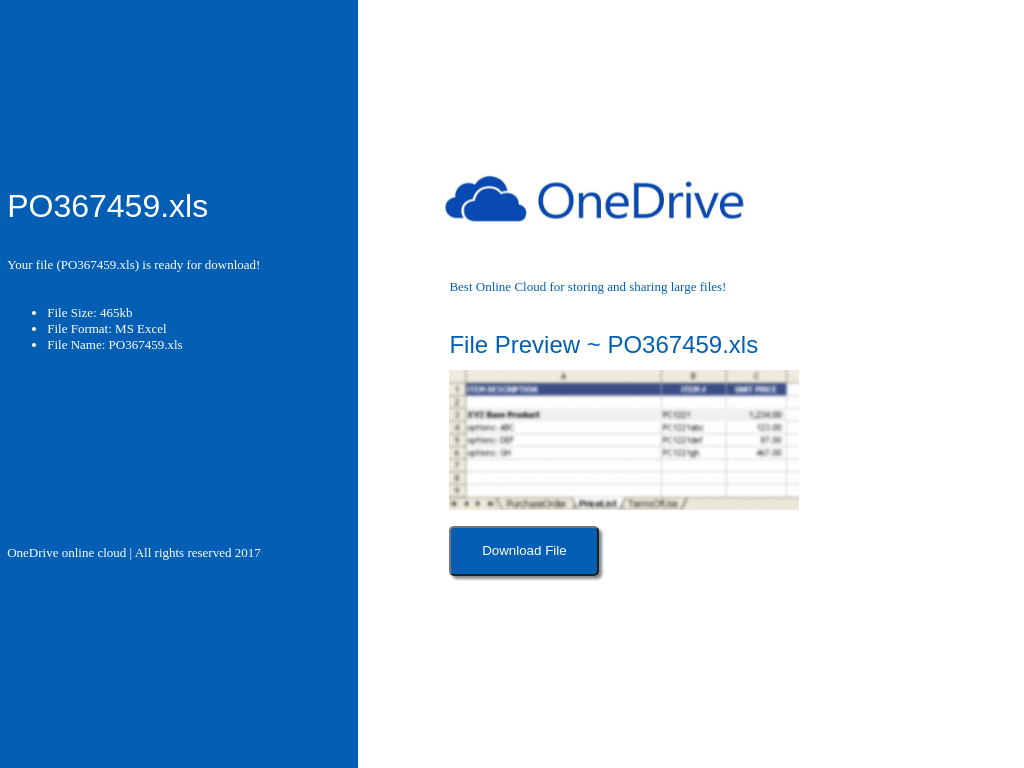 PO367459.xls
Your file (PO367459.xls) is ready for download!
File Size: 465kb
File Format: MS Excel
File Name: PO367459.xls
OneDrive online cloud | All rights reserved 2017
OneDrive
Best Online Cloud for storing and sharing large files!
File Preview ~ PO367459.xls
A B C
1 ITEM DESCRIPTION ITEM # UNIT PRICE
2
3 XYZ Base Product PC1221 1,234.00
4 options: ABC PC1221abc 123.00
5 options: DEF PC1221def 87.00
6 options: GH PC1221gh 467.00
7
8
9
PurchaseOrder PriceList TermsOfUse
Download File